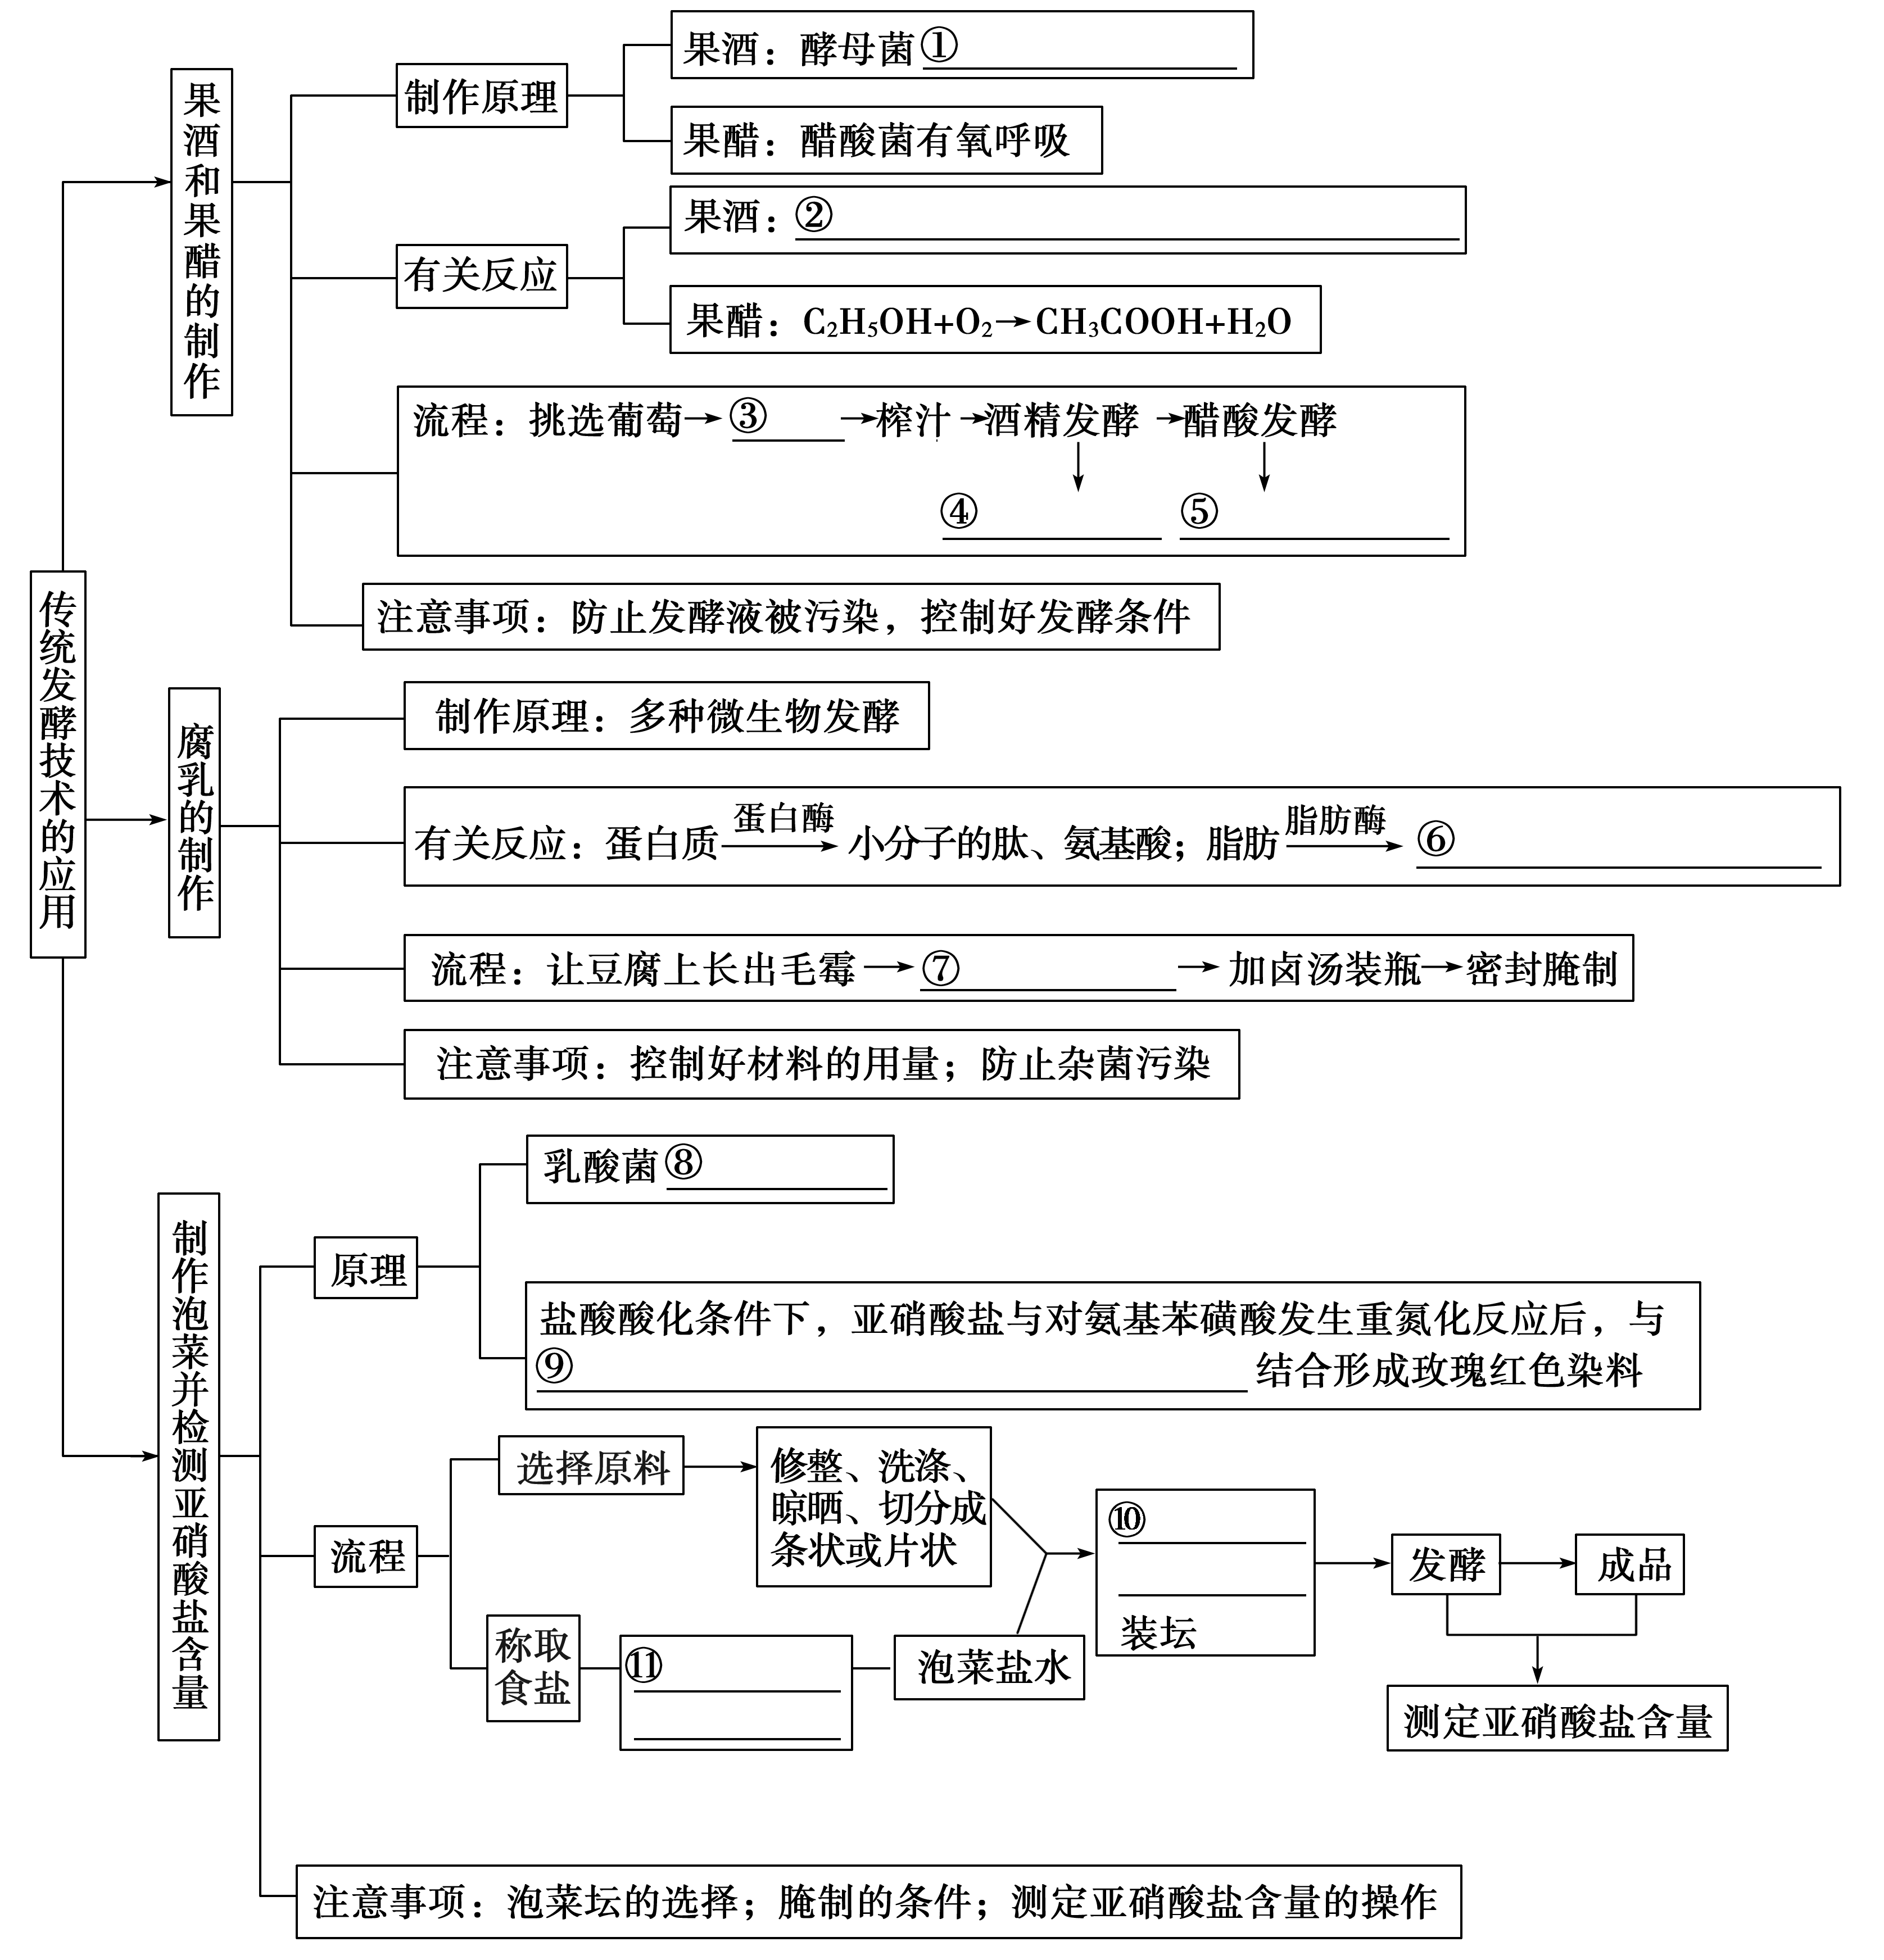 传统发酵技术的应用
果酒和果醋的制作
制作原理
果酒：酵母菌①
果醋：醋酸菌有氧呼吸
有关反应
果酒：②
果醋：C₂H₅OH+O₂→CH₃COOH+H₂O
流程：挑选葡萄→③→榨汁→酒精发酵→醋酸发酵
④ ⑤
注意事项：防止发酵液被污染，控制好发酵条件
腐乳的制作
制作原理：多种微生物发酵
蛋白酶 脂肪酶
有关反应：蛋白质→小分子的肽、氨基酸；脂肪→⑥
流程：让豆腐上长出毛霉→⑦→加卤汤装瓶→密封腌制
注意事项：控制好材料的用量；防止杂菌污染
制作泡菜并检测亚硝酸盐含量
原理
乳酸菌⑧
盐酸酸化条件下，亚硝酸盐与对氨基苯磺酸发生重氮化反应后，与
⑨ 结合形成玫瑰红色染料
流程
选择原料
修整、洗涤、
晾晒、切分成
条状或片状
称取
食盐
⑪
泡菜盐水
⑩
装坛
发酵
成品
测定亚硝酸盐含量
注意事项：泡菜坛的选择；腌制的条件；测定亚硝酸盐含量的操作